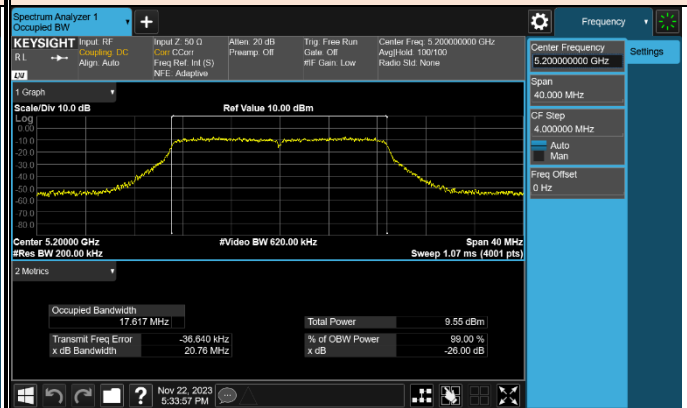 Spectrum Analyzer 1
Occupied BW
+
Frequency
KEYSIGHT
RL
Input: RF
Coupling: DC
Align: Auto
Input Z: 50 Ω
Corr CCorr
Freq Ref: Int (S)
NFE: Adaptive
Atten: 20 dB
Preamp: Off
Trig: Free Run
Gate: Off
#IF Gain: Low
Center Freq: 5.200000000 GHz
Avg|Hold: 100/100
Radio Std: None
LXI
1 Graph
Scale/Div 10.0 dB
Ref Value 10.00 dBm
Log
0.00
-10.0
-20.0
-30.0
-40.0
-50.0
-60.0
-70.0
-80.0
Center 5.20000 GHz
#Video BW 620.00 kHz
Span 40 MHz
#Res BW 200.00 kHz
Sweep 1.07 ms (4001 pts)
2 Metrics
Occupied Bandwidth
17.617 MHz
Total Power 9.55 dBm
Transmit Freq Error -36.640 kHz
% of OBW Power 99.00 %
x dB Bandwidth 20.76 MHz
x dB -26.00 dB
Center Frequency
5.200000000 GHz
Settings
Span
40.000 MHz
CF Step
4.000000 MHz
Auto
Man
Freq Offset
0 Hz
?
Nov 22, 2023
5:33:57 PM